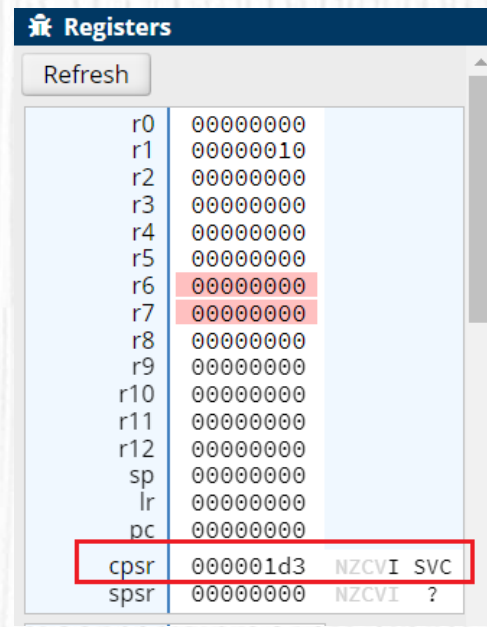 Registers
Refresh
r0 00000000
r1 00000010
r2 00000000
r3 00000000
r4 00000000
r5 00000000
r6 00000000
r7 00000000
r8 00000000
r9 00000000
r10 00000000
r11 00000000
r12 00000000
sp 00000000
lr 00000000
pc 00000000
cpsr 000001d3 NZCVI SVC
spsr 00000000 NZCVI ?